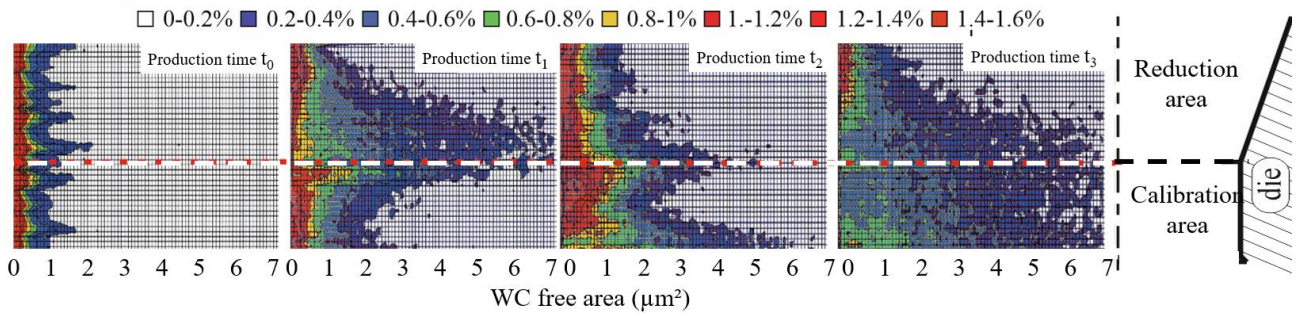 0-0.2% 0.2-0.4% 0.4-0.6% 0.6-0.8% 0.8-1% 1.-1.2% 1.2-1.4% 1.4-1.6%
Production time t₀ Production time t₁ Production time t₂ Production time t₃
Reduction
area
Calibration
area
die
0 1 2 3 4 5 6 7 0 1 2 3 4 5 6 7 0 1 2 3 4 5 6 7 0 1 2 3 4 5 6 7
WC free area (µm²)